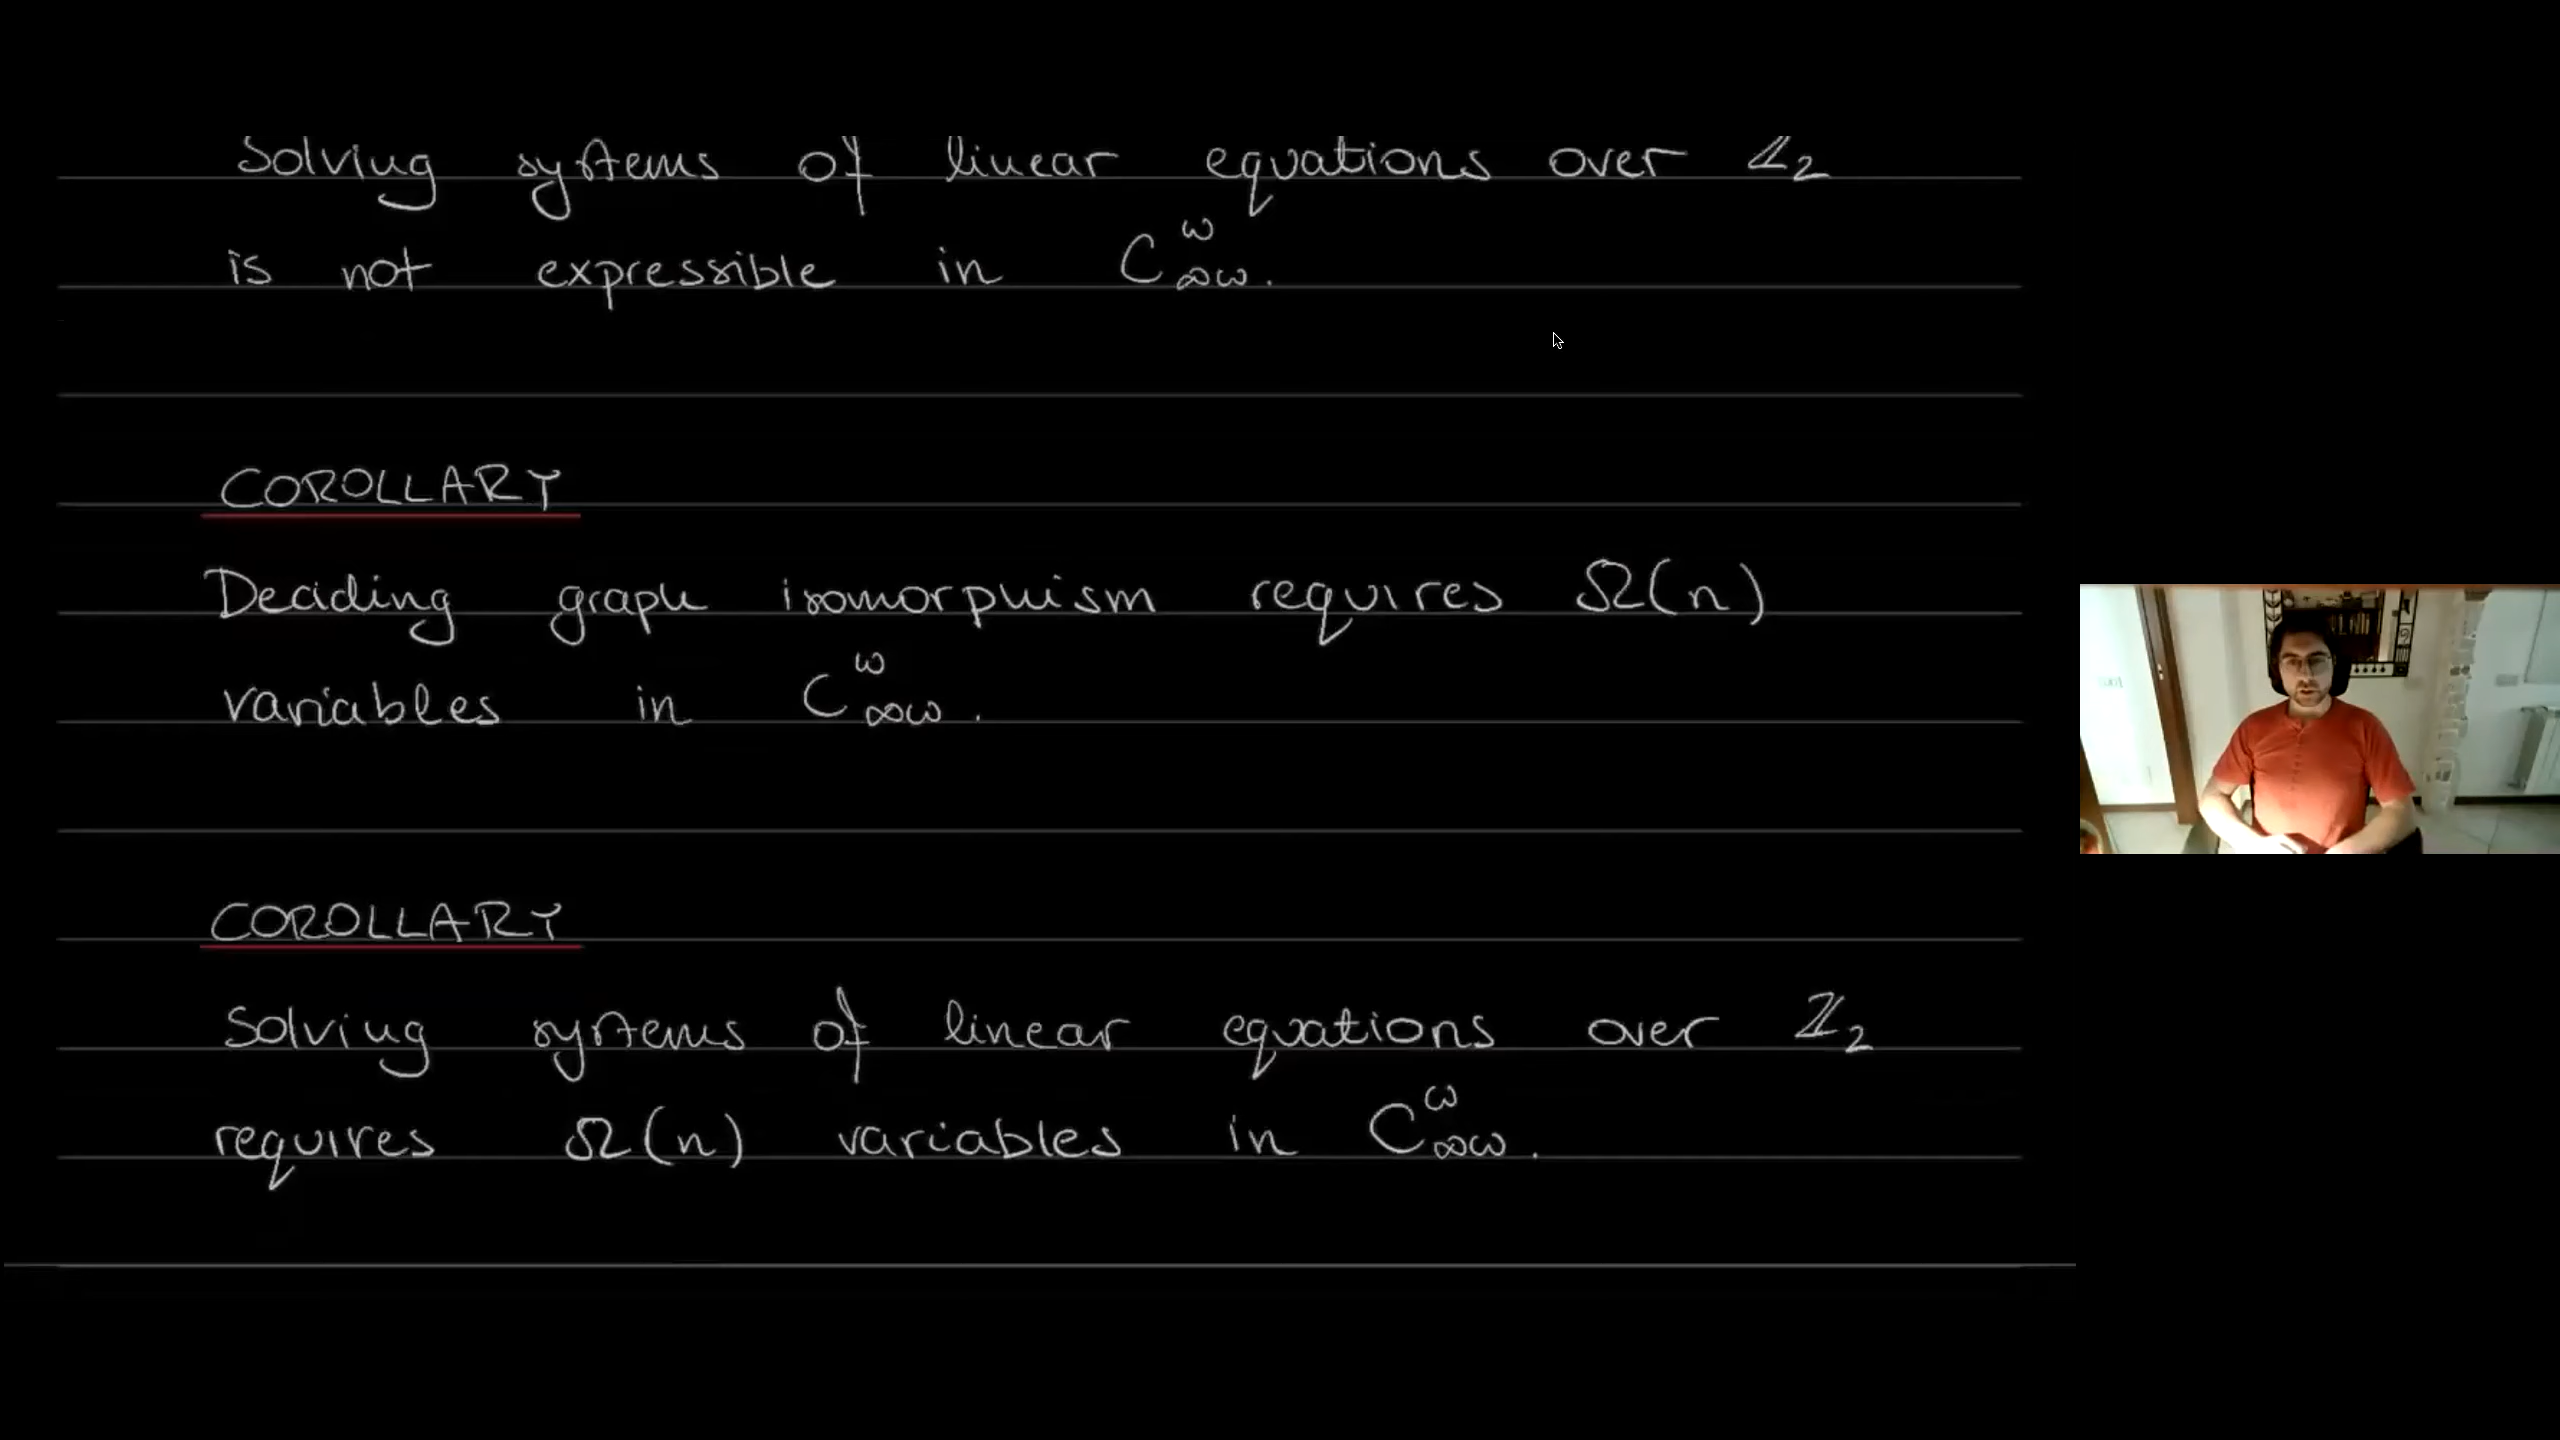 Solving systems of linear equations over ℤ₂
is not expressible in C^ω_∞ω.
COROLLARY
Deciding graph isomorphism requires Ω(n)
variables in C^ω_∞ω.
COROLLARY
Solving systems of linear equations over ℤ₂
requires Ω(n) variables in C^ω_∞ω.